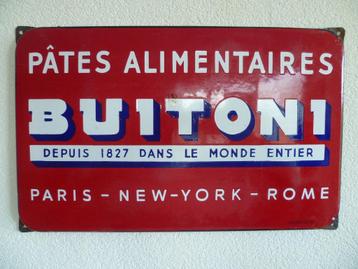 PÂTES ALIMENTAIRES
BUITONI
DEPUIS 1827 DANS LE MONDE ENTIER
PARIS - NEW-YORK - ROME